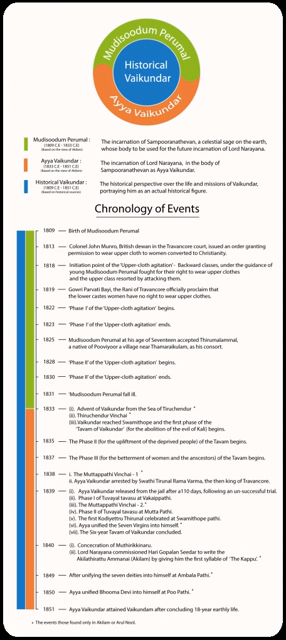 Mudisoodum Perumal
Historical
Vaikundar
Ayya Vaikundar
Mudisoodum Perumal :
(1809 C.E - 1833 C.E)
(based on the view of Akilam)
The incarnation of Sampooranathevan, a celestial sage on the earth,
whose body to be used for the future incarnation of Lord Narayana.
Ayya Vaikundar :
(1833 C.E - 1851 C.E)
(based on the view of Akilam)
The incarnation of Lord Narayana, in the body of
Sampooranathevan as Ayya Vaikundar.
Historical Vaikundar :
(1809 C.E - 1851 C.E)
(based on historical sources)
The historical perspective over the life and missions of Vaikundar,
portraying him as an actual historical figure.
Chronology of Events
1809 Birth of Mudisoodum Perumal
1813 Colonel John Munro, British dewan in the Travancore court, issued an order granting
permission to wear upper cloth to women converted to Christianity.
1818 Initiation point of the 'Upper-cloth agitation' - Backward classes, under the guidance of
young Mudisoodum Perumal fought for their right to wear upper clothes
and the upper class resorted by attacking them.
1819 Gowri Parvati Bayi, the Rani of Travancore officially proclaim that
the lower castes women have no right to wear upper clothes.
1822 'Phase I' of the 'Upper-cloth agitation' begins.
1823 'Phase I' of the 'Upper-cloth agitation' ends.
1825 Mudisoodum Perumal at his age of Seventeen accepted Thirumalammal,
a native of Pooviyoor a village near Thamaraikulam, as his consort.
1828 'Phase II' of the 'Upper-cloth agitation' begins.
1830 'Phase II' of the 'Upper-cloth agitation' ends.
1831 'Mudisoodum Perumal fall ill.
1833 (i). Advent of Vaikundar from the Sea of Tiruchendur *
(ii). Thiruchendur Vinchai *
(iii).Vaikundar reached Swamithope and the first phase of the
'Tavam of Vaikundar' (for the abolition of the evil of Kali) begins.
1835 The Phase II (for the upliftment of the deprived people) of the Tavam begins.
1837 The Phase III (for the betterment of women and the anscestors) of the Tavam begins.
1838 i. The Muttappathi Vinchai - 1 *
ii. Ayya Vaikundar arrested by Swathi Tirunal Rama Varma, the then king of Travancore.
1839 (i). Ayya Vaikundar released from the jail after a 110 days, following an un-successful trial.
(ii). Phase I of Tuvayal tavasu at Vakaippathi.
(iii). The Muttappathi Vinchai - 2. *
(iv). Phase II of Tuvayal tavasu at Mutta Pathi.
(v). The first Kodiyettru Thirunal celebrated at Swamithope pathi.
(vi). Ayya unified the Seven Virgins into himself. *
(vii). The Six-year Tavam of Vaikundar concluded.
1840 (i). Concecration of Muthirikkinaru.
(ii). Lord Narayana commissioned Hari Gopalan Seedar to write the
Akilathirattu Ammanai (Akilam) by giving him the first syllable of 'The Kappu'. *
1849 After unifying the seven deities into himself at Ambala Pathi. *
1850 Ayya unified Bhooma Devi into himself at Poo Pathi. *
1851 Ayya Vaikundar attained Vaikundam after concluding 18-year earthly life.
* The events those found only in Akilam or Arul Nool.